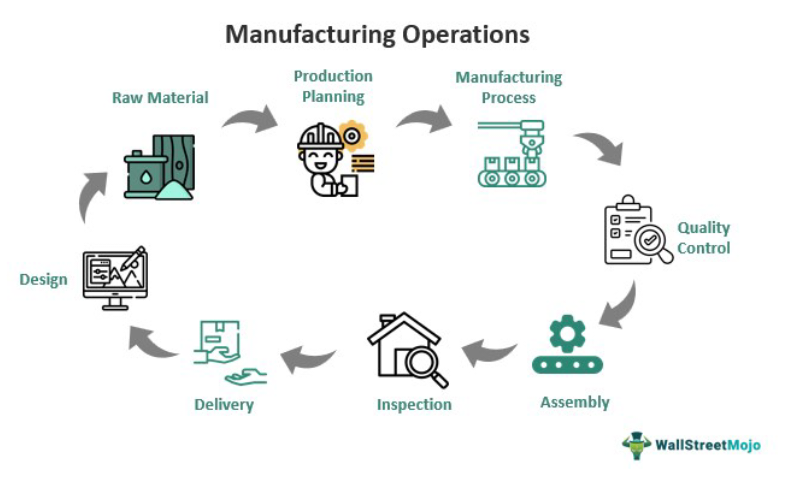 Manufacturing Operations
Raw Material
Production
Planning
Manufacturing
Process
Quality
Control
Design
Delivery
Inspection
Assembly
WallStreetMojo